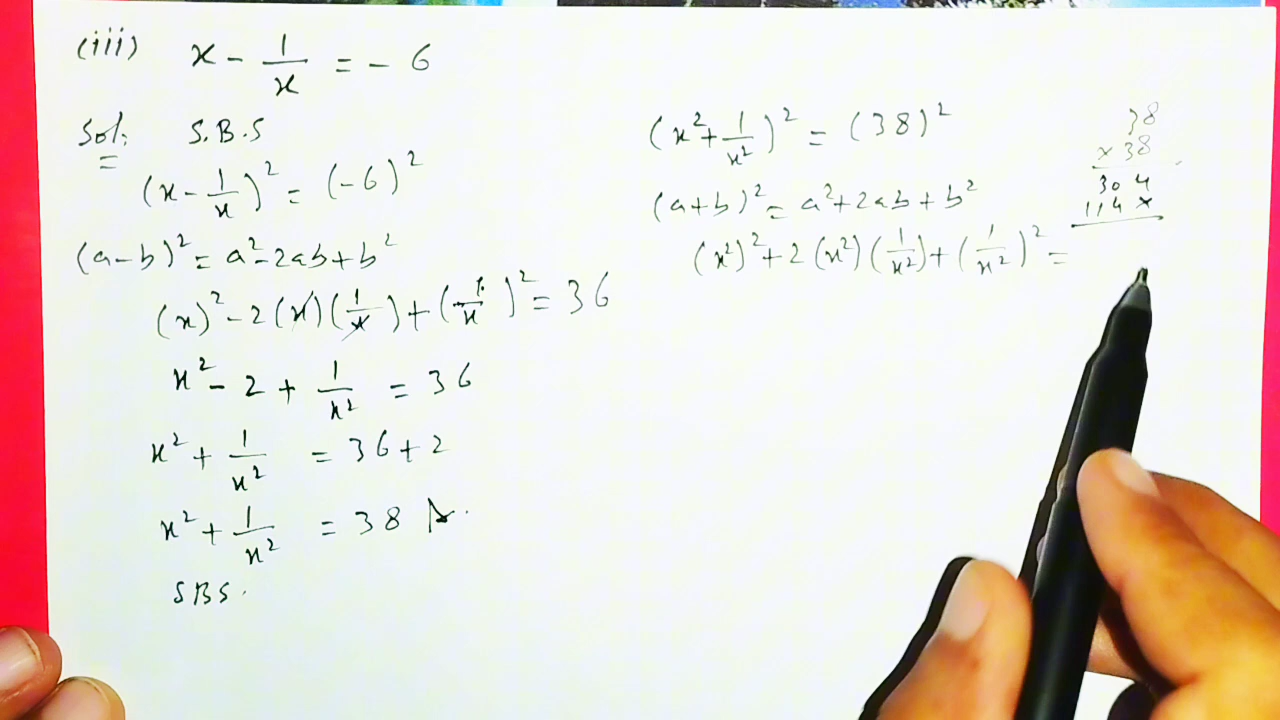 (iii) x - 1/x = - 6
Sol: S.B.S
(x - 1/x)² = (-6)²
(a-b)² = a²-2ab+b²
(x)² - 2(x)(1/x) + (1/x)² = 36
x² - 2 + 1/x² = 36
x² + 1/x² = 36+2
x² + 1/x² = 38
SBS.
(x² + 1/x²)² = (38)²
(a+b)² = a²+2ab+b²
(x²)² + 2(x²)(1/x²) + (1/x²)² =
38
×38
304
114×